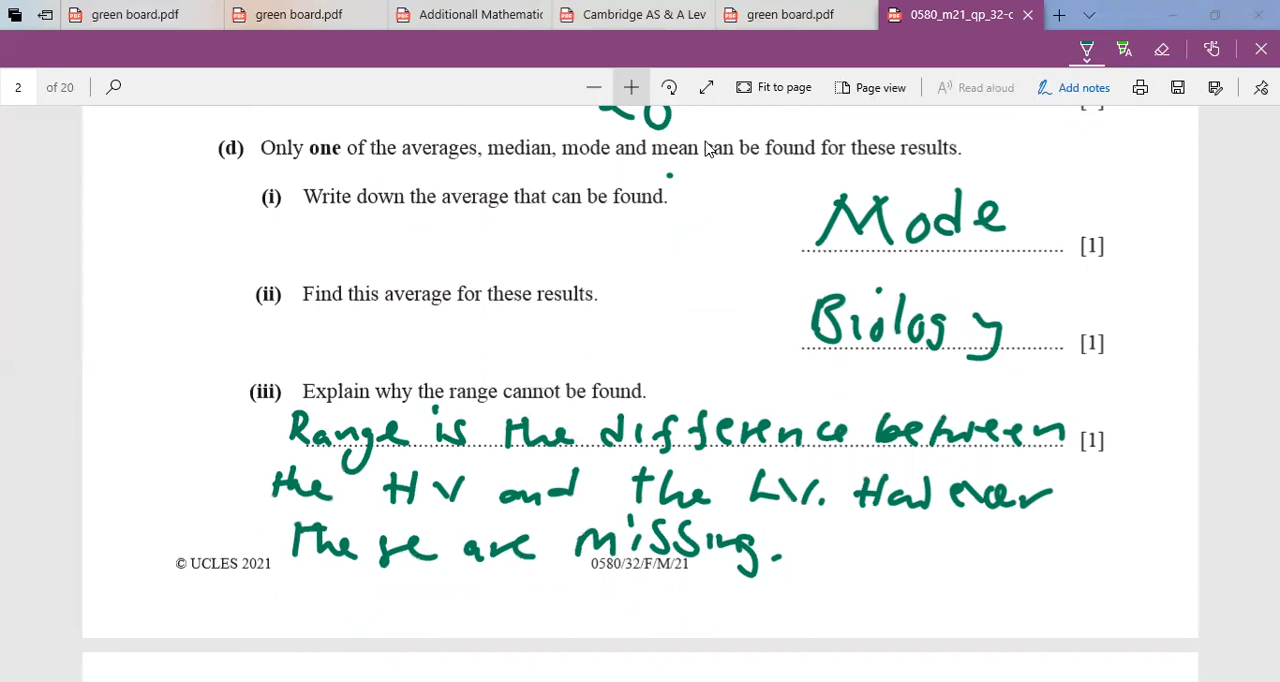 green board.pdf
green board.pdf
Additionall Mathematic
Cambridge AS & A Lev
green board.pdf
0580_m21_qp_32-c
2 of 20
Fit to page
Page view
Read aloud
Add notes
(d) Only one of the averages, median, mode and mean can be found for these results.
(i) Write down the average that can be found.
Mode
[1]
(ii) Find this average for these results.
Biology
[1]
(iii) Explain why the range cannot be found.
Range is the difference between [1]
the HV and the LV. However
these are missing.
© UCLES 2021
0580/32/F/M/21